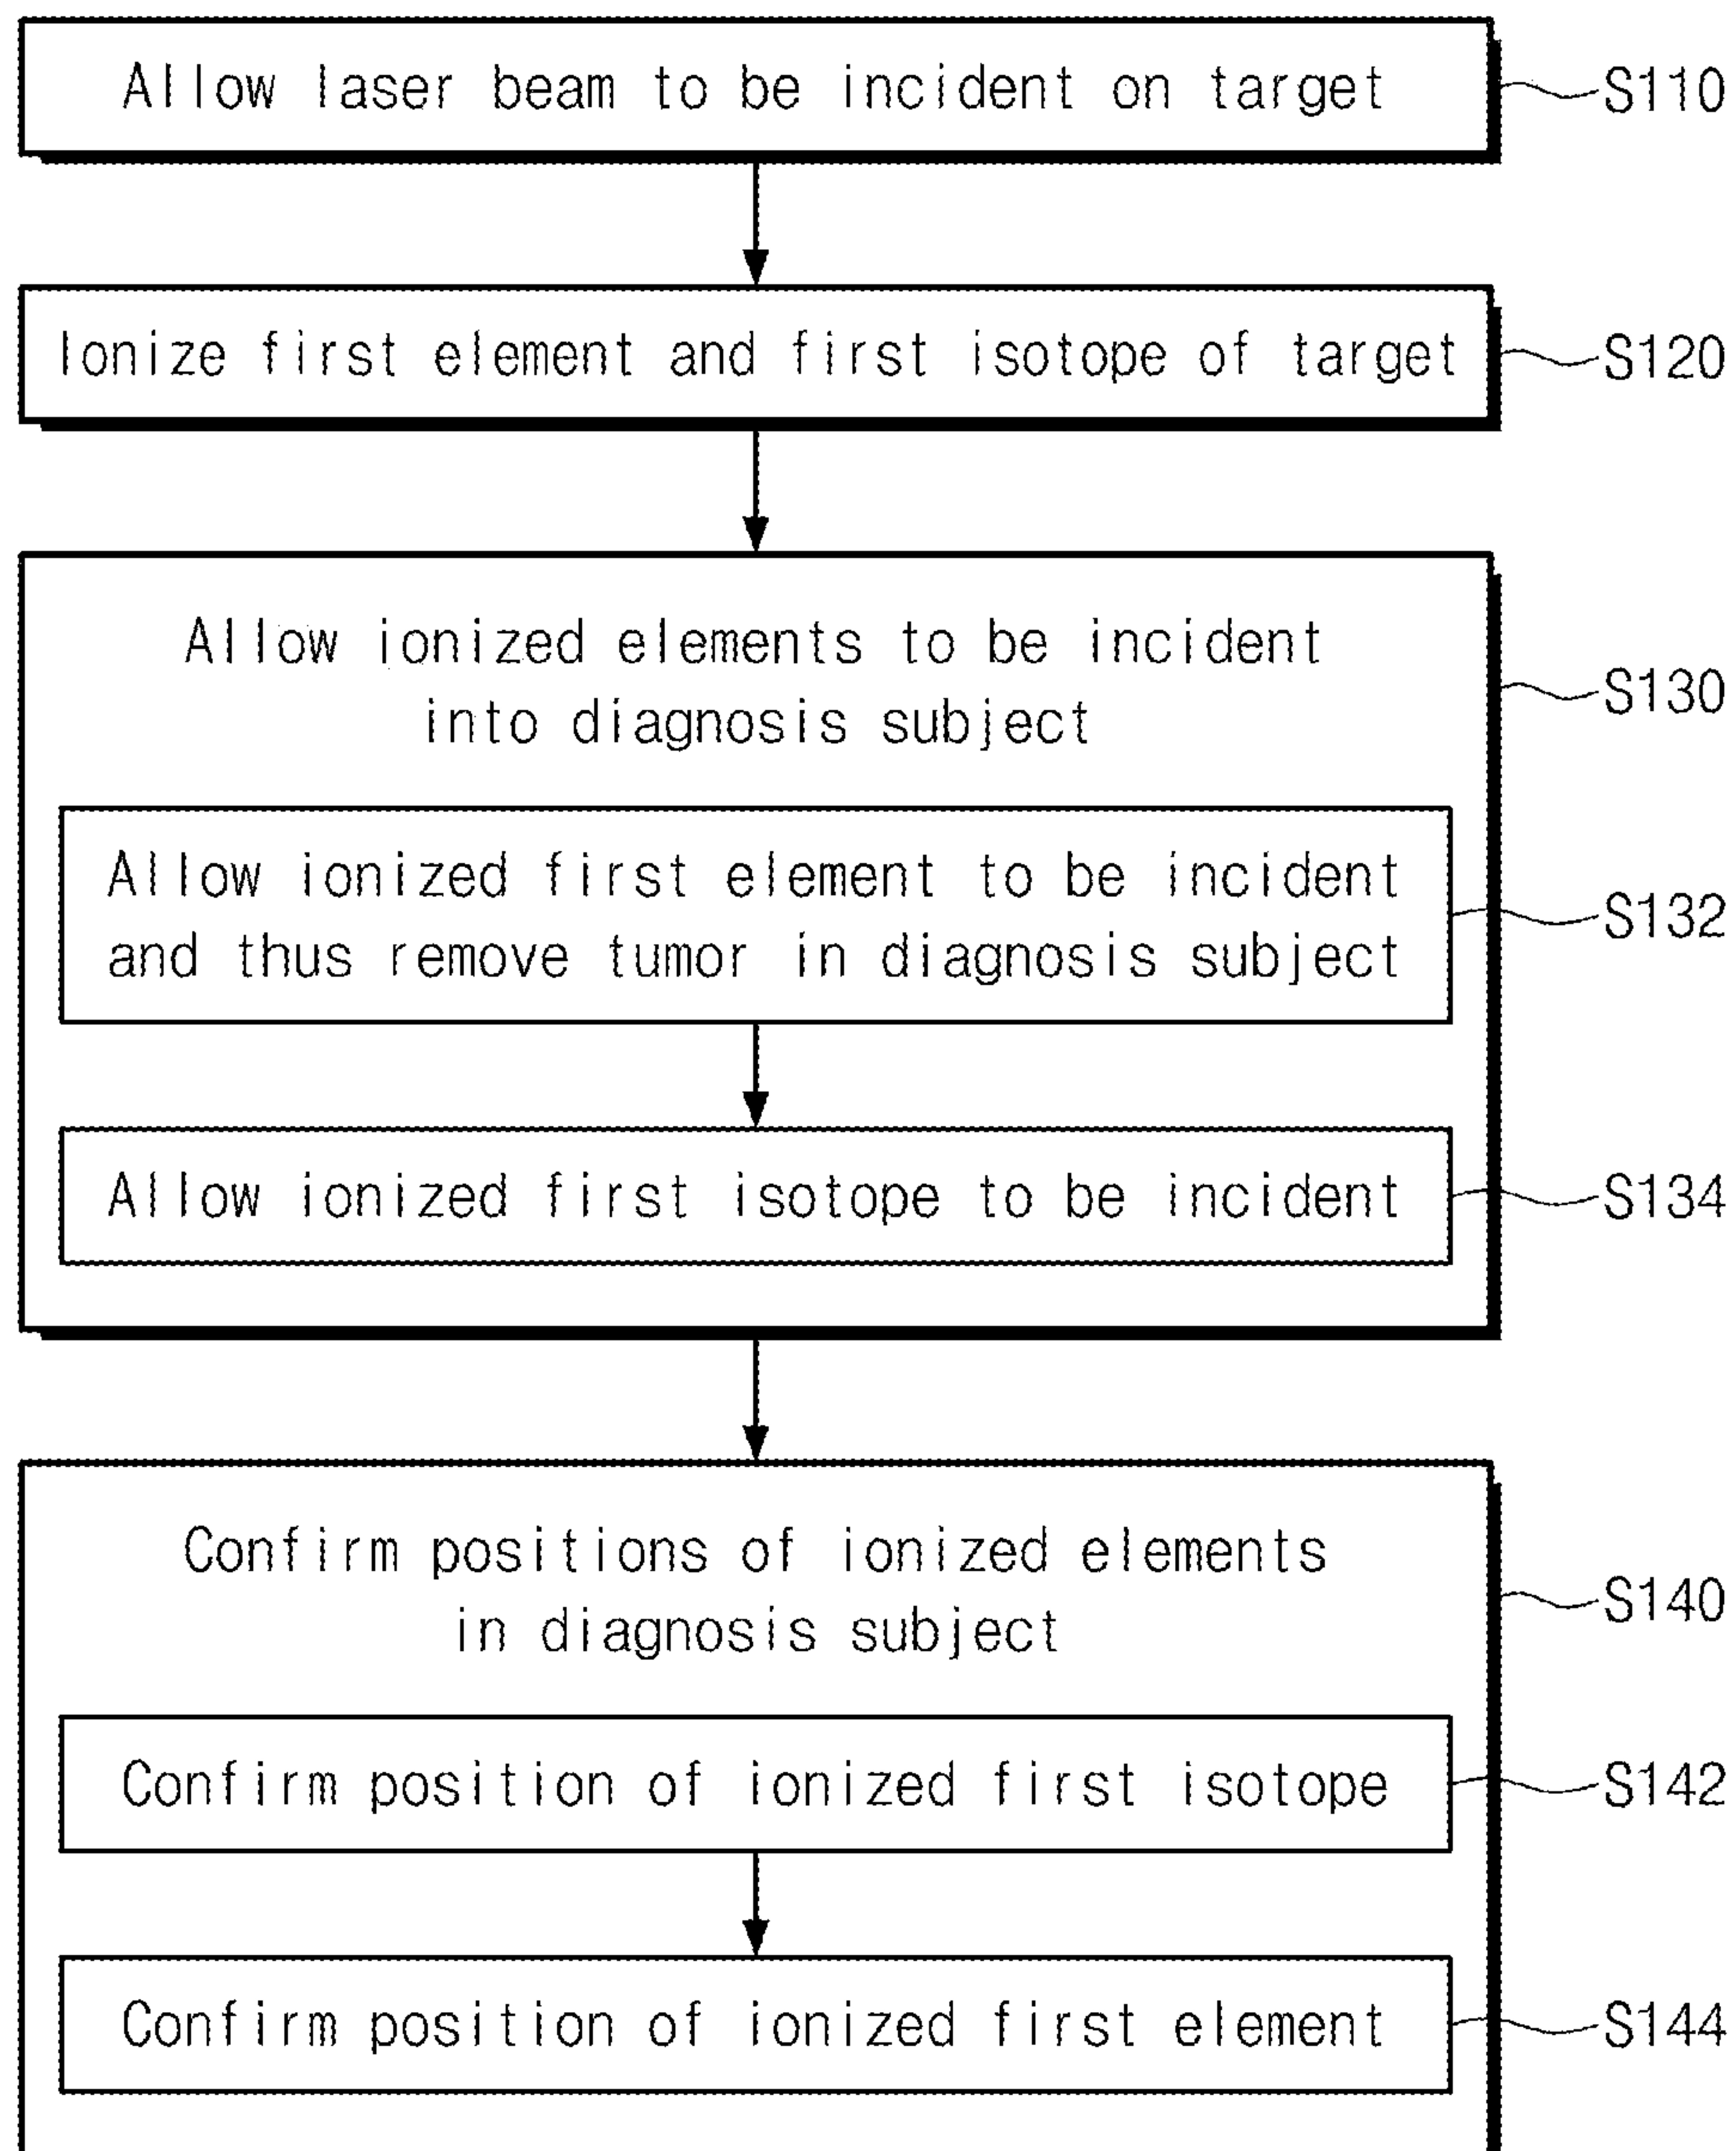 Allow laser beam to be incident on target
S110
Ionize first element and first isotope of target
S120
Allow ionized elements to be incident
into diagnosis subject
S130
Allow ionized first element to be incident
and thus remove tumor in diagnosis subject
S132
Allow ionized first isotope to be incident
S134
Confirm positions of ionized elements
in diagnosis subject
S140
Confirm position of ionized first isotope
S142
Confirm position of ionized first element
S144